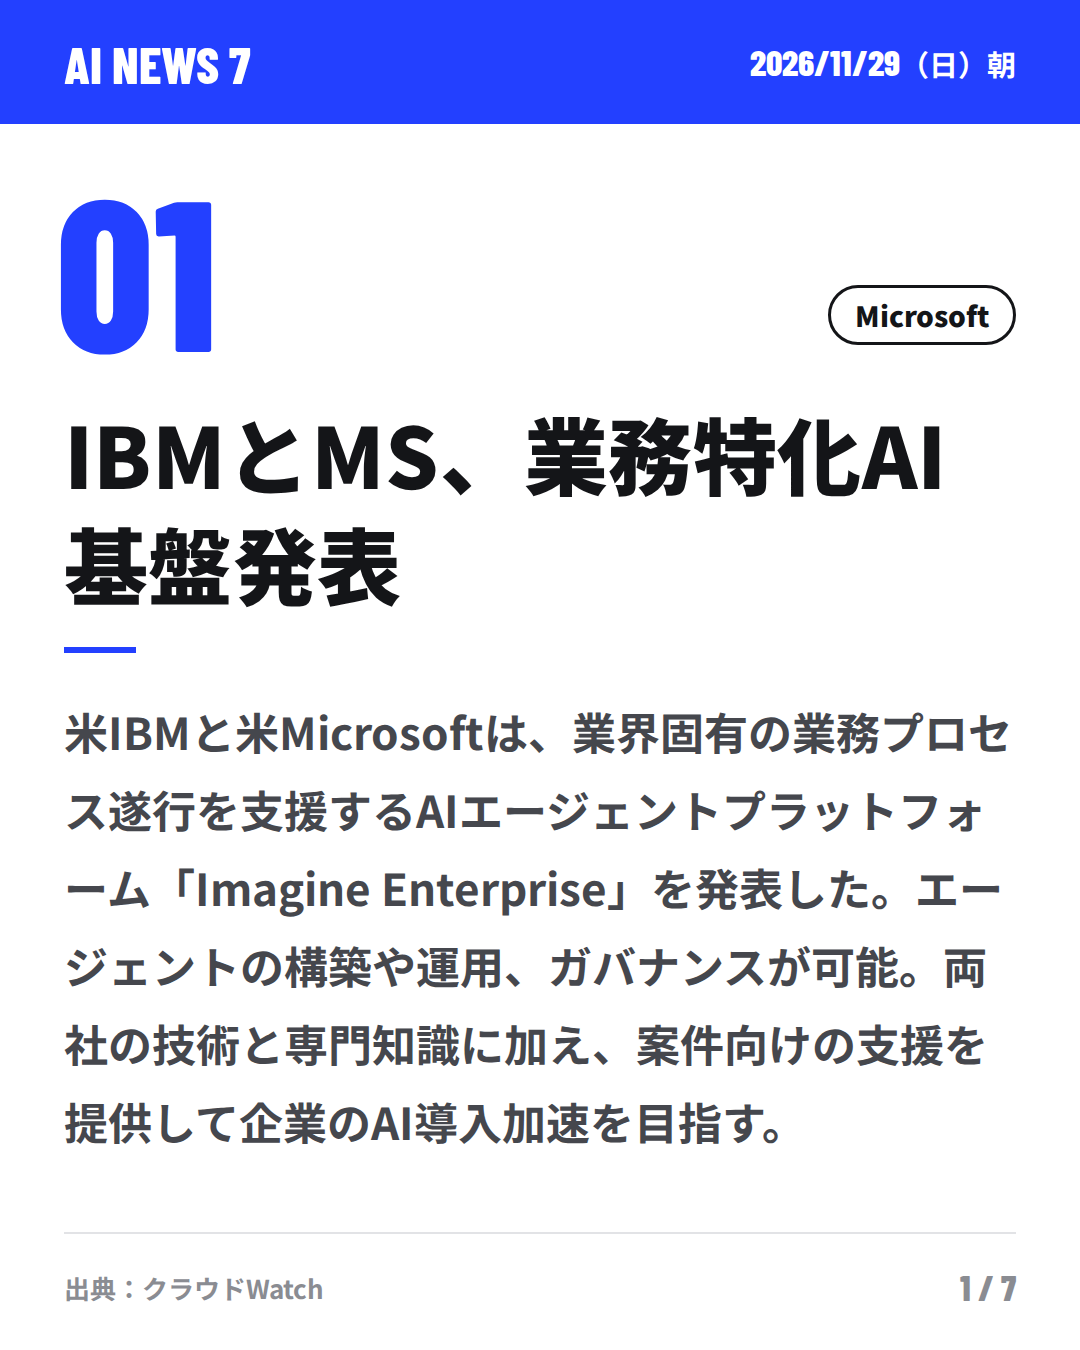 AI NEWS 7
2026/11/29（日）朝
01
Microsoft
IBMとMS、業務特化AI
基盤発表
米IBMと米Microsoftは、業界固有の業務プロセ
ス遂行を支援するAIエージェントプラットフォ
ーム「Imagine Enterprise」を発表した。エー
ジェントの構築や運用、ガバナンスが可能。両
社の技術と専門知識に加え、案件向けの支援を
提供して企業のAI導入加速を目指す。
出典：クラウドWatch
1 / 7